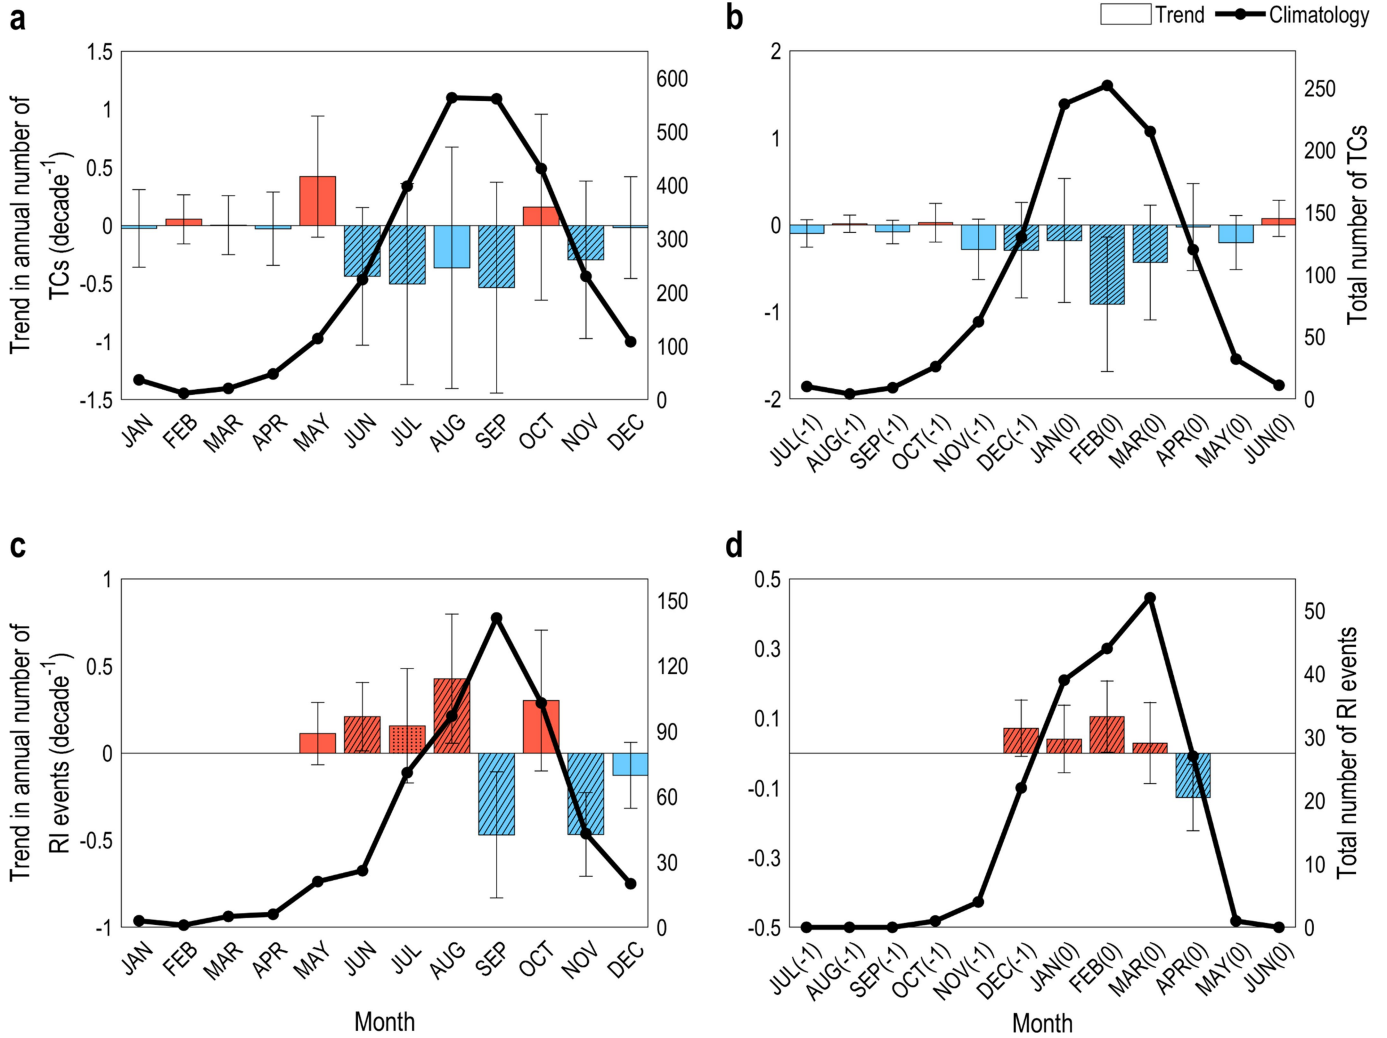 a
b
Trend Climatology
1.5
1
0.5
0
-0.5
-1
-1.5
Trend in annual number of
TCs (decade⁻¹)
600
500
400
300
200
100
0
JAN FEB MAR APR MAY JUN JUL AUG SEP OCT NOV DEC
2
1
0
-1
-2
250
200
150
100
50
0
Total number of TCs
JUL(-1) AUG(-1) SEP(-1) OCT(-1) NOV(-1) DEC(-1) JAN(0) FEB(0) MAR(0) APR(0) MAY(0) JUN(0)
c
d
1
0.5
0
-0.5
-1
Trend in annual number of
RI events (decade⁻¹)
150
120
90
60
30
0
JAN FEB MAR APR MAY JUN JUL AUG SEP OCT NOV DEC
Month
0.5
0.3
0.1
-0.1
-0.3
-0.5
50
40
30
20
10
0
Total number of RI events
JUL(-1) AUG(-1) SEP(-1) OCT(-1) NOV(-1) DEC(-1) JAN(0) FEB(0) MAR(0) APR(0) MAY(0) JUN(0)
Month